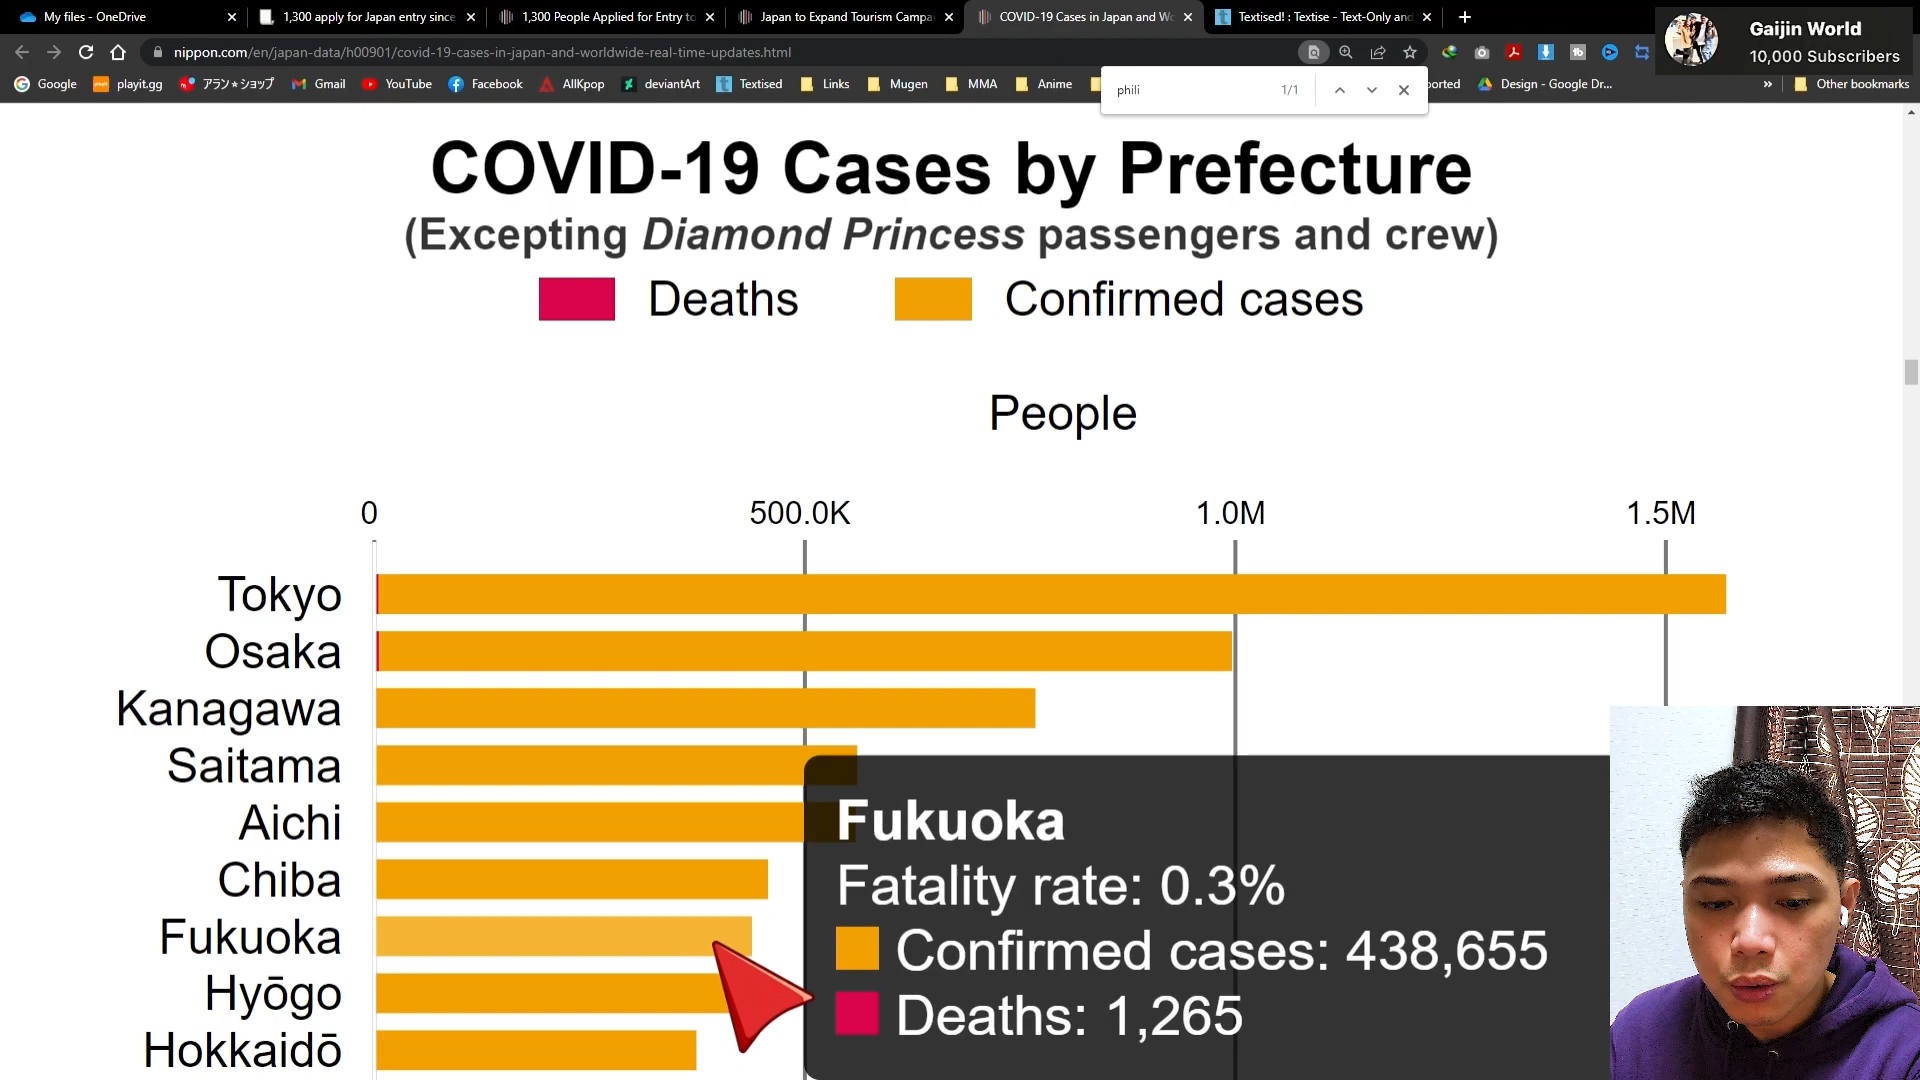 My files - OneDrive
1,300 apply for Japan entry since
1,300 People Applied for Entry to
Japan to Expand Tourism Campai
COVID-19 Cases in Japan and Wo
Textised! : Textise - Text-Only and
Gaijin World
10,000 Subscribers
nippon.com/en/japan-data/h00901/covid-19-cases-in-japan-and-worldwide-real-time-updates.html
Google
playit.gg
アラン★ショップ
Gmail
YouTube
Facebook
AllKpop
deviantArt
Textised
Links
Mugen
MMA
Anime
ported
Design - Google Dr...
»
Other bookmarks
phili
1/1
COVID-19 Cases by Prefecture
(Excepting Diamond Princess passengers and crew)
Deaths
Confirmed cases
People
0
500.0K
1.0M
1.5M
Tokyo
Osaka
Kanagawa
Saitama
Aichi
Chiba
Fukuoka
Hyōgo
Hokkaidō
Fukuoka
Fatality rate: 0.3%
Confirmed cases: 438,655
Deaths: 1,265